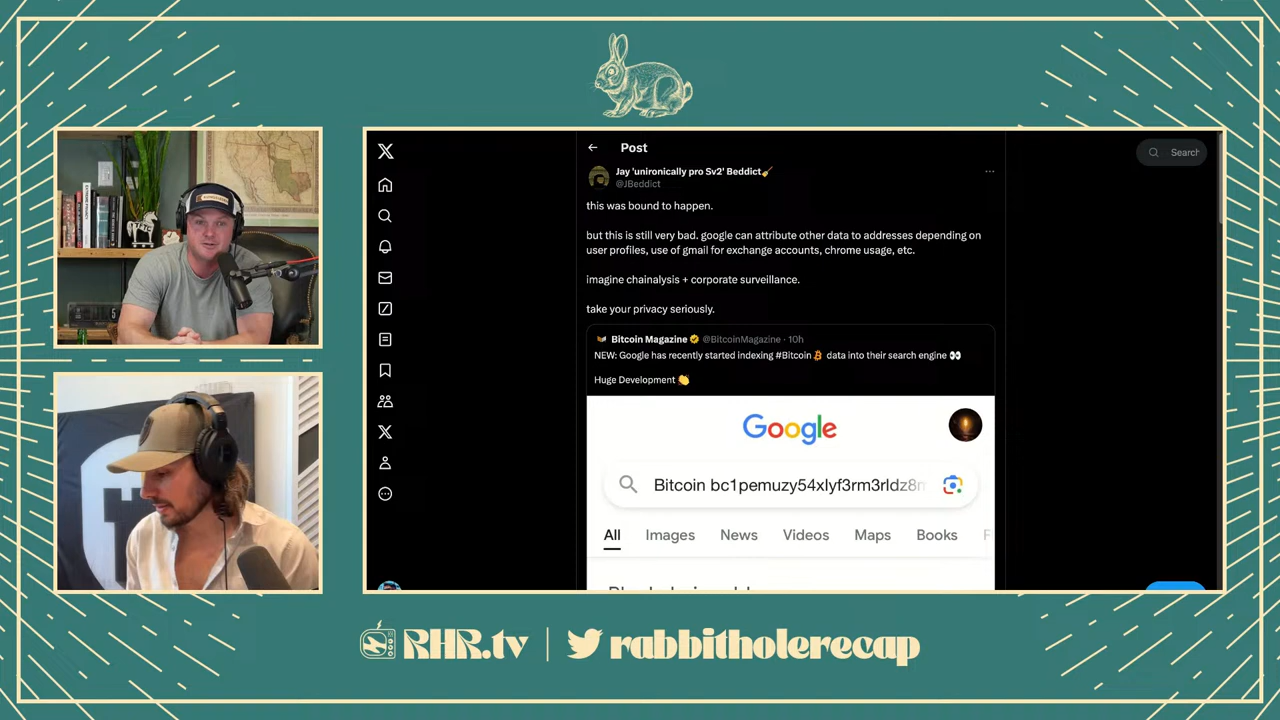 Post
Search
Jay 'unironically pro Sv2' Beddict
@JBeddict
this was bound to happen.
but this is still very bad. google can attribute other data to addresses depending on
user profiles, use of gmail for exchange accounts, chrome usage, etc.
imagine chainalysis + corporate surveillance.
take your privacy seriously.
Bitcoin Magazine @BitcoinMagazine · 10h
NEW: Google has recently started indexing #Bitcoin data into their search engine 👀
Huge Development 👏
Google
Bitcoin bc1pemuzy54xlyf3rm3rldz8
All Images News Videos Maps Books
RHR.tv | rabbitholerecap